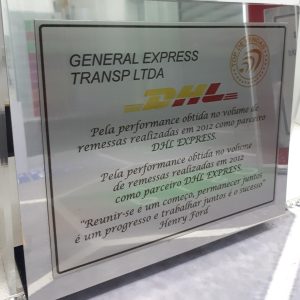 GENERAL EXPRESS
TRANSP LTDA
DHL
Pela performance obtida no volume de
remessas realizadas em 2012 como parceiro
DHL EXPRESS.
Pela performance obtida no volume
de remessas realizadas em 2012
como parceiro DHL EXPRESS
"Reunir-se é um começo, permanecer juntos
é um progresso e trabalhar juntos é o sucesso"
Henry Ford